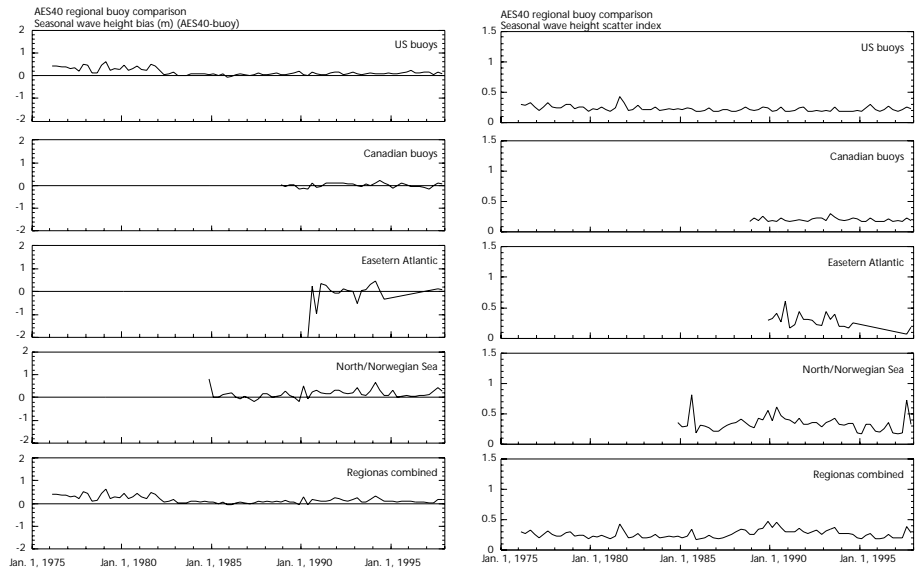 AES40 regional buoy comparison
Seasonal wave height bias (m) (AES40-buoy)
2
1
0
-1
-2
US buoys
2
1
0
-1
-2
Canadian buoys
2
1
0
-1
-2
Easetern Atlantic
2
1
0
-1
-2
North/Norwegian Sea
2
1
0
-1
-2
Regionas combined
Jan. 1, 1975 Jan. 1, 1980 Jan. 1, 1985 Jan. 1, 1990 Jan. 1, 1995
AES40 regional buoy comparison
Seasonal wave height scatter index
1.5
1
0.5
0
US buoys
1.5
1
0.5
0
Canadian buoys
1.5
1
0.5
0
Easetern Atlantic
1.5
1
0.5
0
North/Norwegian Sea
1.5
1
0.5
0
Regionas combined
Jan. 1, 1975 Jan. 1, 1980 Jan. 1, 1985 Jan. 1, 1990 Jan. 1, 1995